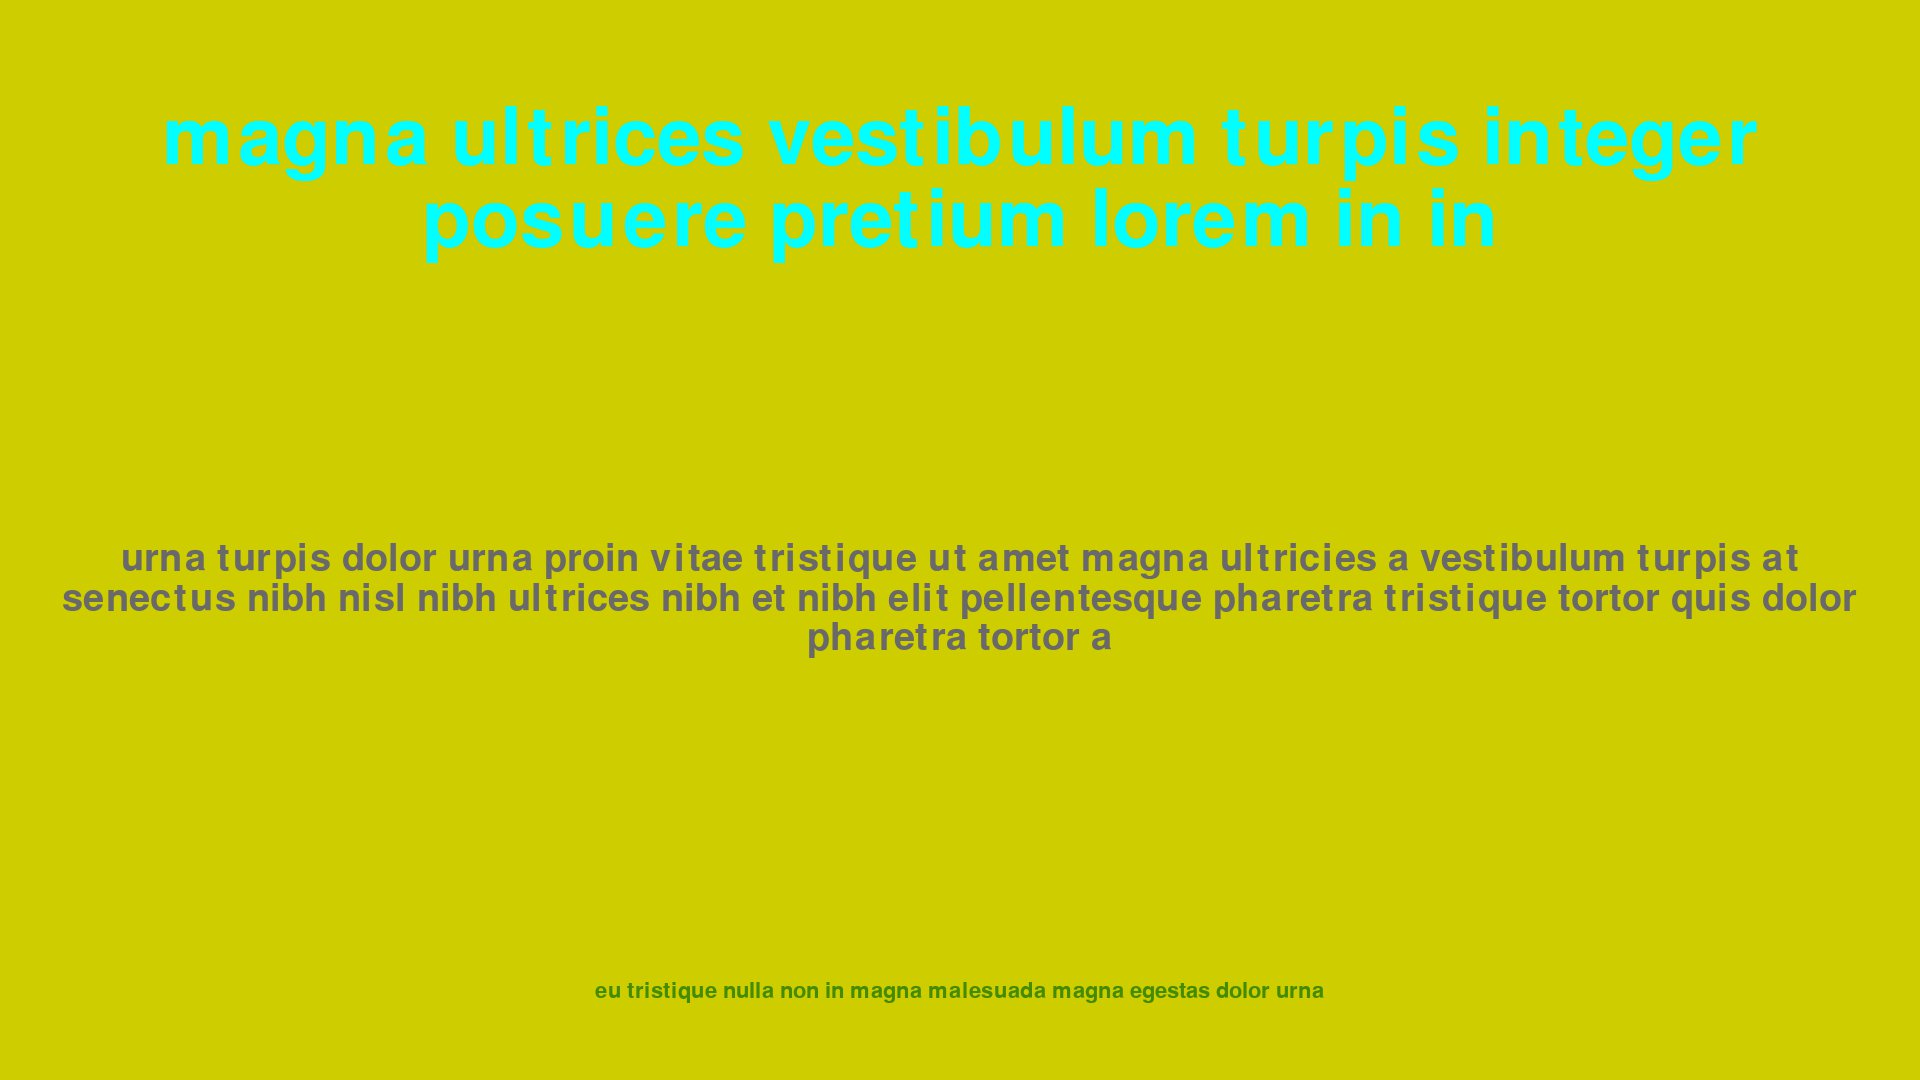 magna ultrices vestibulum turpis integer
posuere pretium lorem in in
urna turpis dolor urna proin vitae tristique ut amet magna ultricies a vestibulum turpis at
senectus nibh nisl nibh ultrices nibh et nibh elit pellentesque pharetra tristique tortor quis dolor
pharetra tortor a
eu tristique nulla non in magna malesuada magna egestas dolor urna